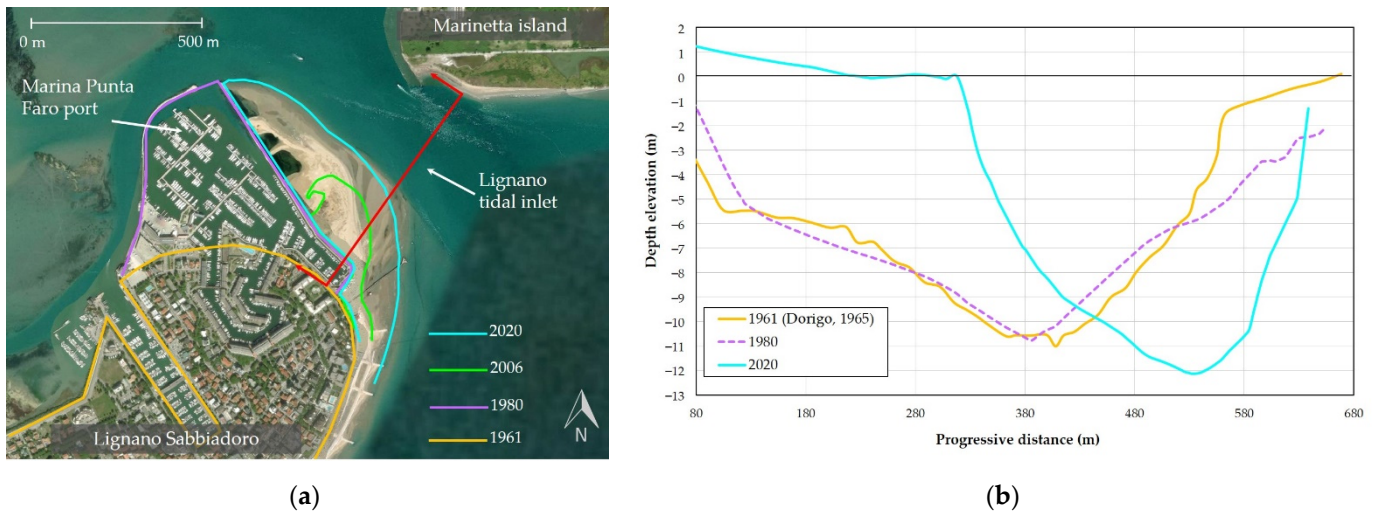 0 m
500 m
Marinetta island
Marina Punta
Faro port
Lignano
tidal inlet
2020
2006
1980
1961
Lignano Sabbiadoro
N
(a)
2
1
0
−1
−2
−3
−4
−5
−6
−7
−8
−9
−10
−11
−12
−13
Depth elevation (m)
1961 (Dorigo, 1965)
1980
2020
80
180
280
380
480
580
680
Progressive distance (m)
(b)